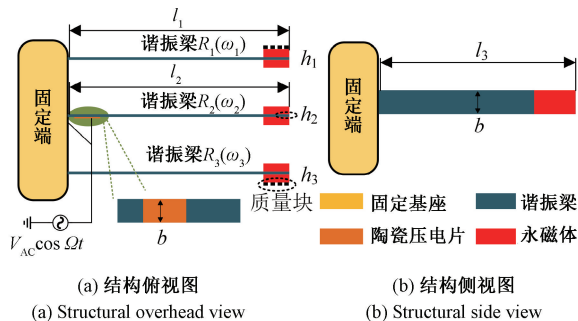 l₁
谐振梁R₁(ω₁)
h₁
l₂
谐振梁R₂(ω₂)
h₂
固定端
谐振梁R₃(ω₃)
h₃
质量块
b
V_AC cos Ωt
(a) 结构俯视图
(a) Structural overhead view
l₃
固定端
b
固定基座
谐振梁
陶瓷压电片
永磁体
(b) 结构侧视图
(b) Structural side view